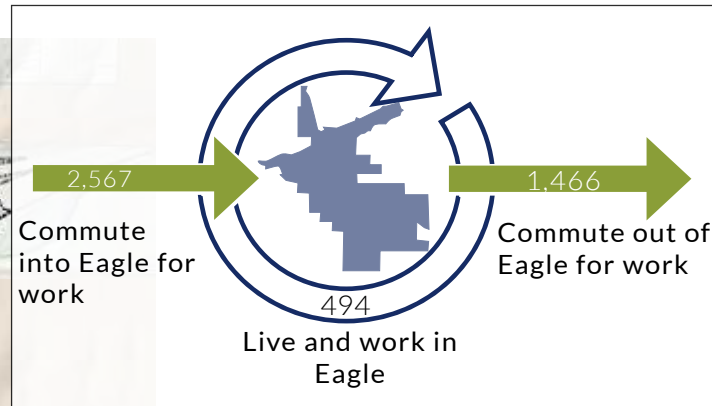 2,567
Commute
into Eagle for
work
1,466
Commute out of
Eagle for work
494
Live and work in
Eagle